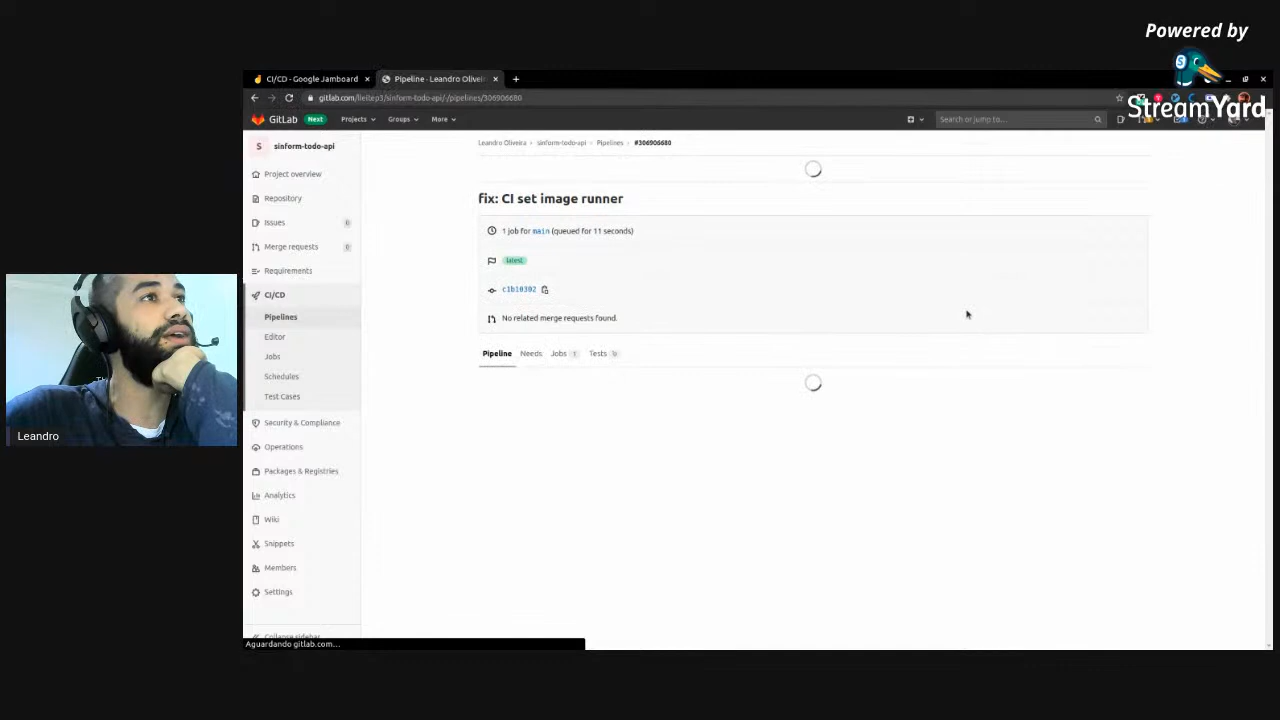 Powered by
StreamYard
CI/CD - Google Jamboard
Pipeline · Leandro Olivei
gitlab.com/lleitep3/sinform-todo-api/-/pipelines/306906680
GitLab Next Projects Groups More
Search or jump to...
S sinform-todo-api
Project overview
Repository
Issues 0
Merge requests 0
Requirements
CI/CD
Pipelines
Editor
Jobs
Schedules
Test Cases
Security & Compliance
Operations
Packages & Registries
Analytics
Wiki
Snippets
Members
Settings
Collapse sidebar
Aguardando gitlab.com...
Leandro Oliveira sinform-todo-api Pipelines #306906680
fix: CI set image runner
1 job for main (queued for 11 seconds)
latest
c1b10302
No related merge requests found.
Pipeline Needs Jobs 1 Tests 0
Leandro